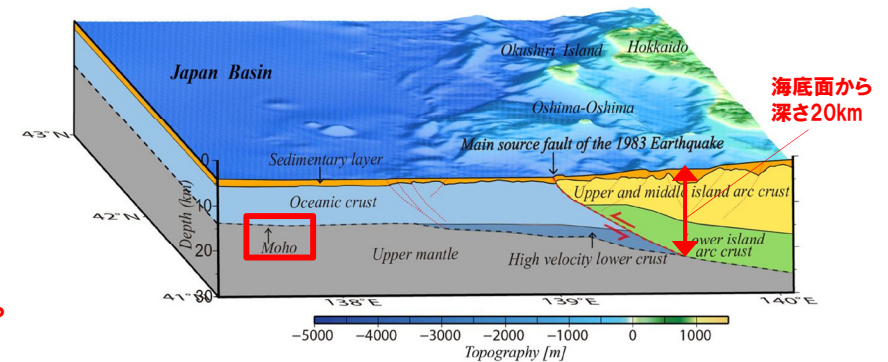 Okushiri Island
Hokkaido
Japan Basin
海底面から
深さ20km
Oshima-Oshima
43°N
Main source fault of the 1983 Earthquake
0
Sedimentary layer
Depth (km)
Upper and middle island arc crust
Oceanic crust
10
42°N
Moho
20
Upper mantle
High velocity lower crust
Lower island
arc crust
41°N
30
138°E
139°E
140°E
-5000
-4000
-3000
-2000
-1000
0
1000
Topography [m]